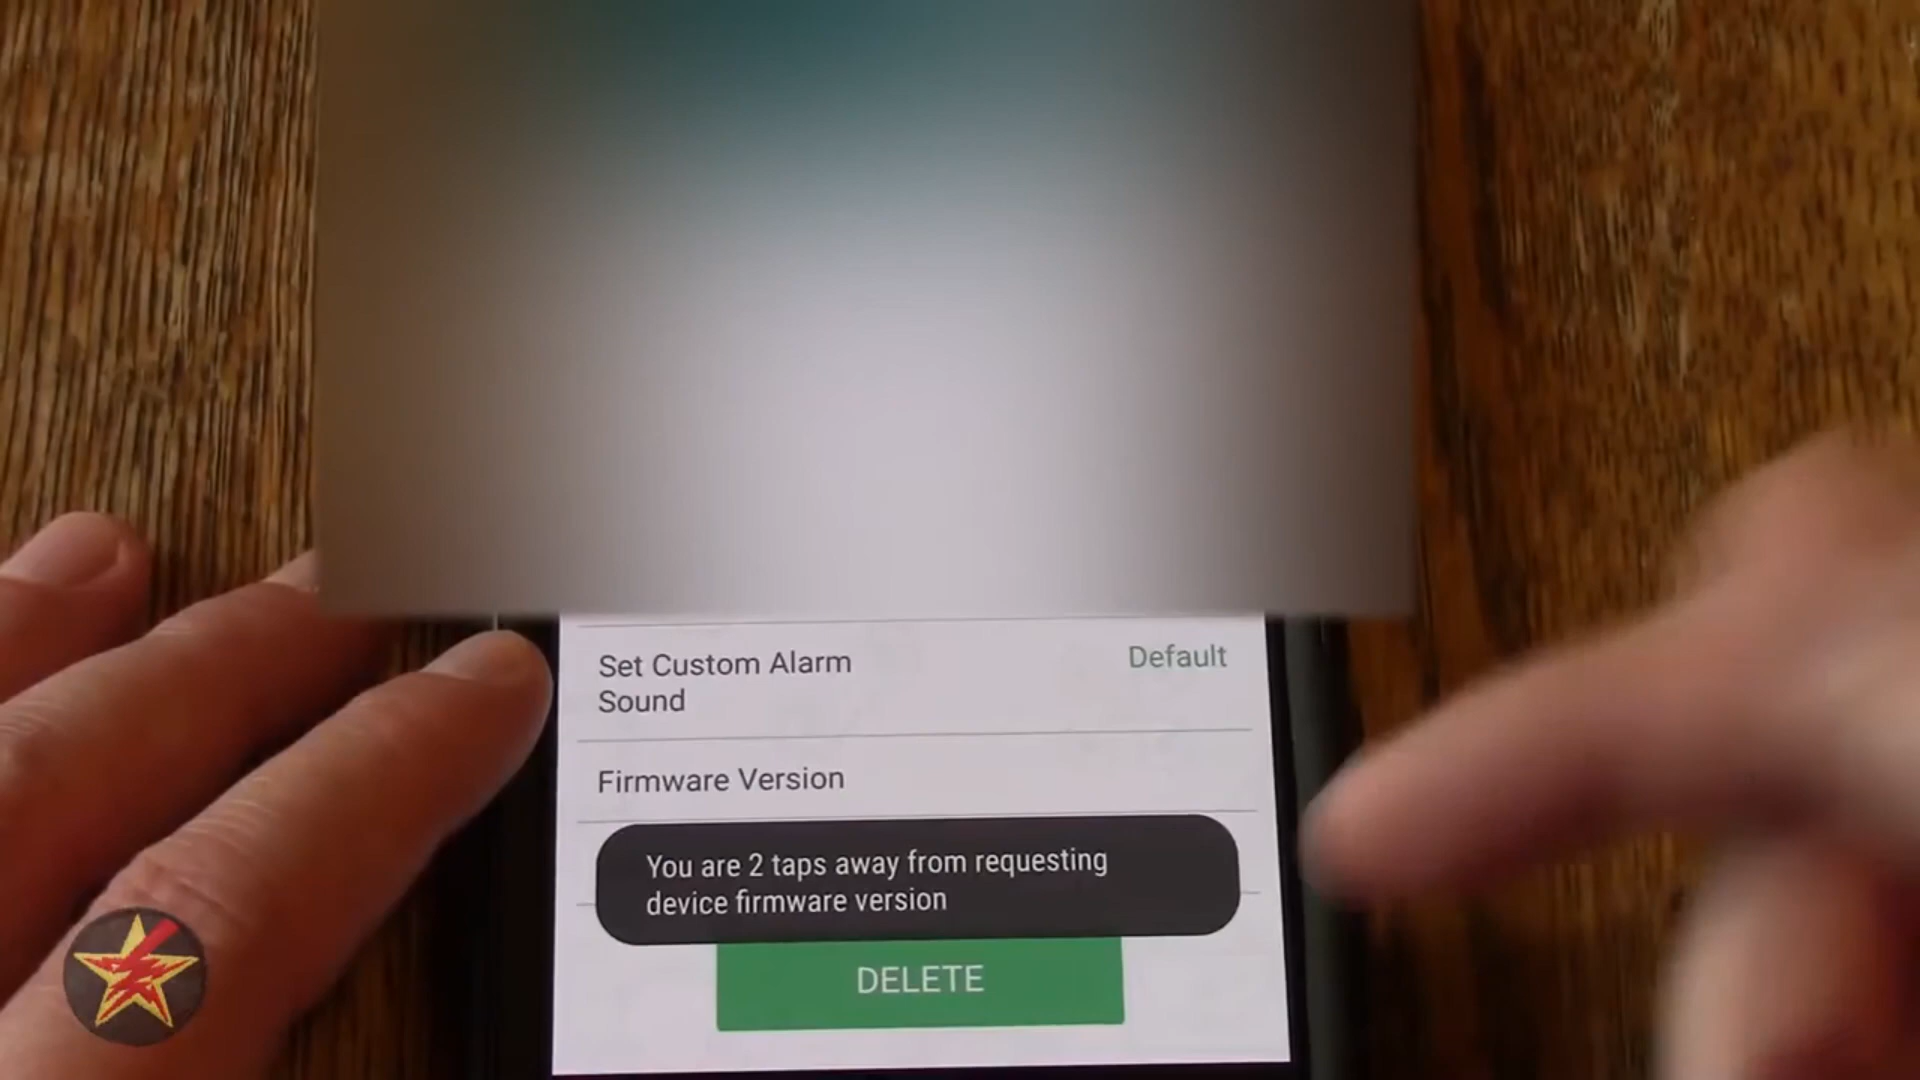 Set Custom Alarm
Sound
Default
Firmware Version
You are 2 taps away from requesting
device firmware version
DELETE